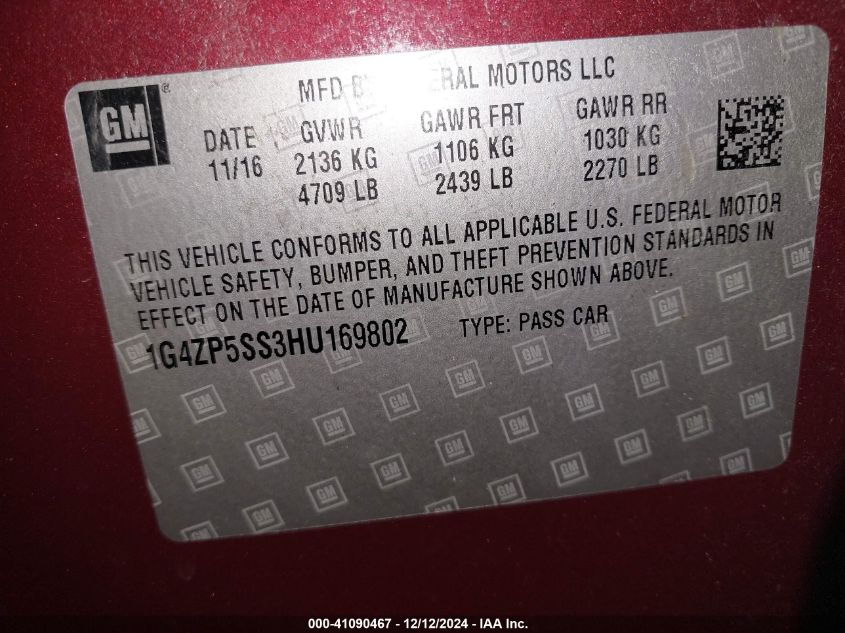 GM ®
MFD B ERAL MOTORS LLC
DATE GVWR GAWR FRT GAWR RR
11/16 2136 KG 1106 KG 1030 KG
4709 LB 2439 LB 2270 LB
THIS VEHICLE CONFORMS TO ALL APPLICABLE U.S. FEDERAL MOTOR
VEHICLE SAFETY, BUMPER, AND THEFT PREVENTION STANDARDS IN
EFFECT ON THE DATE OF MANUFACTURE SHOWN ABOVE.
1G4ZP5SS3HU169802 TYPE: PASS CAR
000-41090467 - 12/12/2024 - IAA Inc.